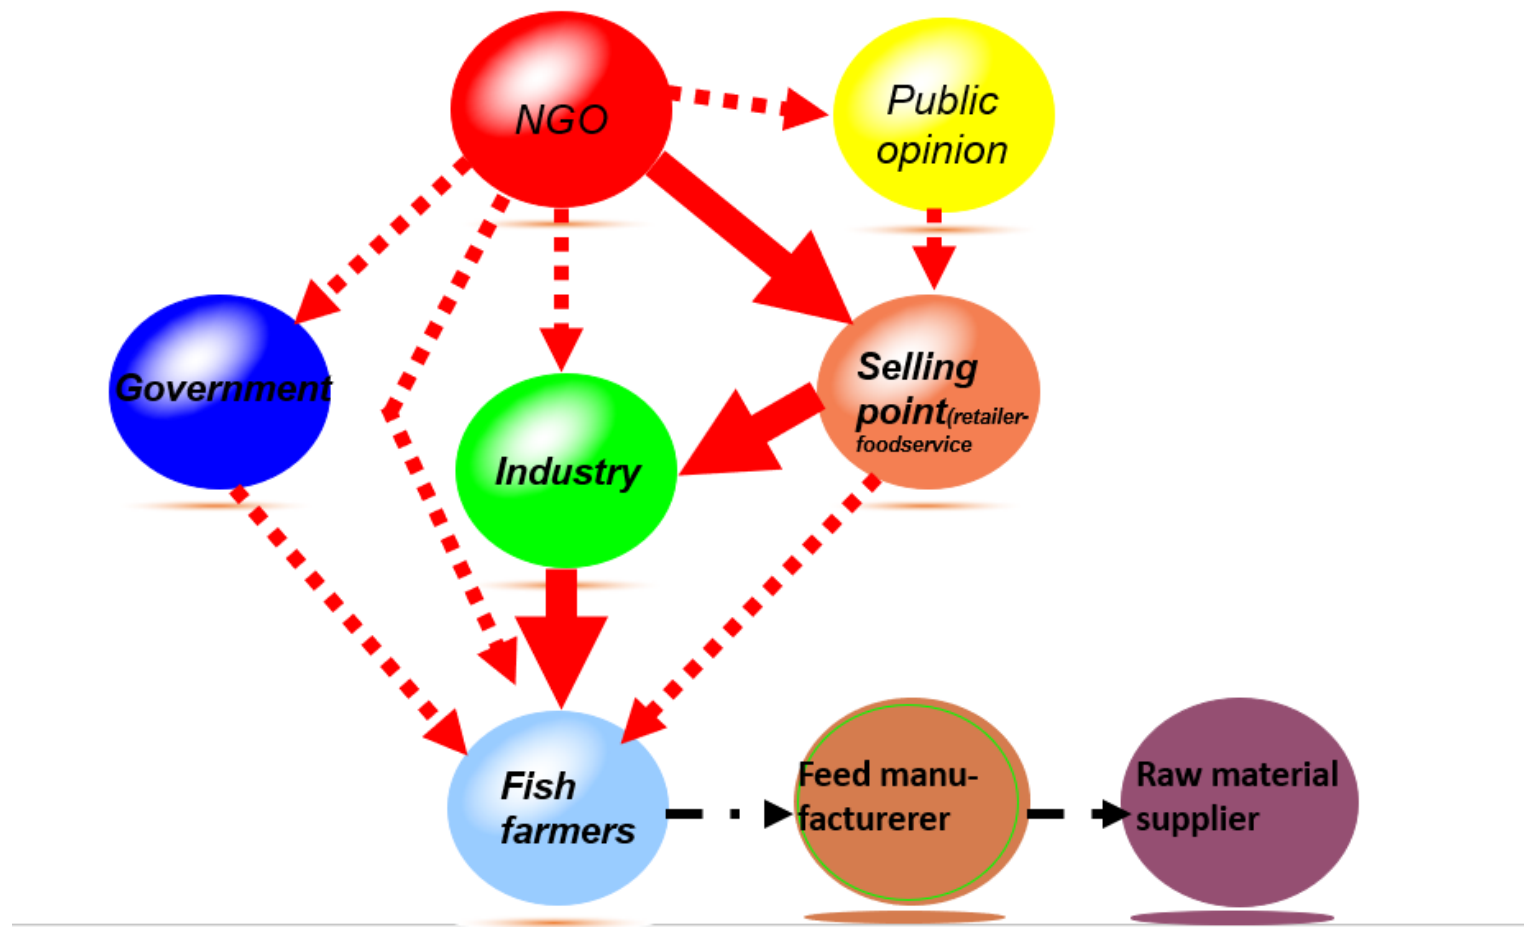 NGO
Public
opinion
Government
Selling
point(retailer-
foodservice
Industry
Fish
farmers
Feed manu-
facturerer
Raw material
supplier